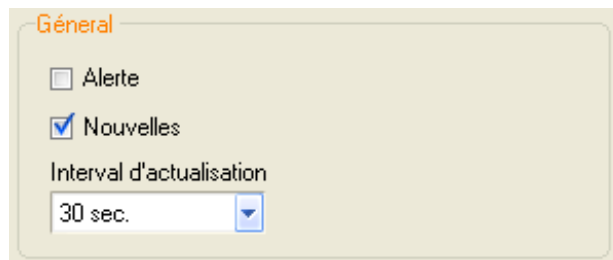 Géneral
Alerte
Nouvelles
Interval d'actualisation
30 sec.